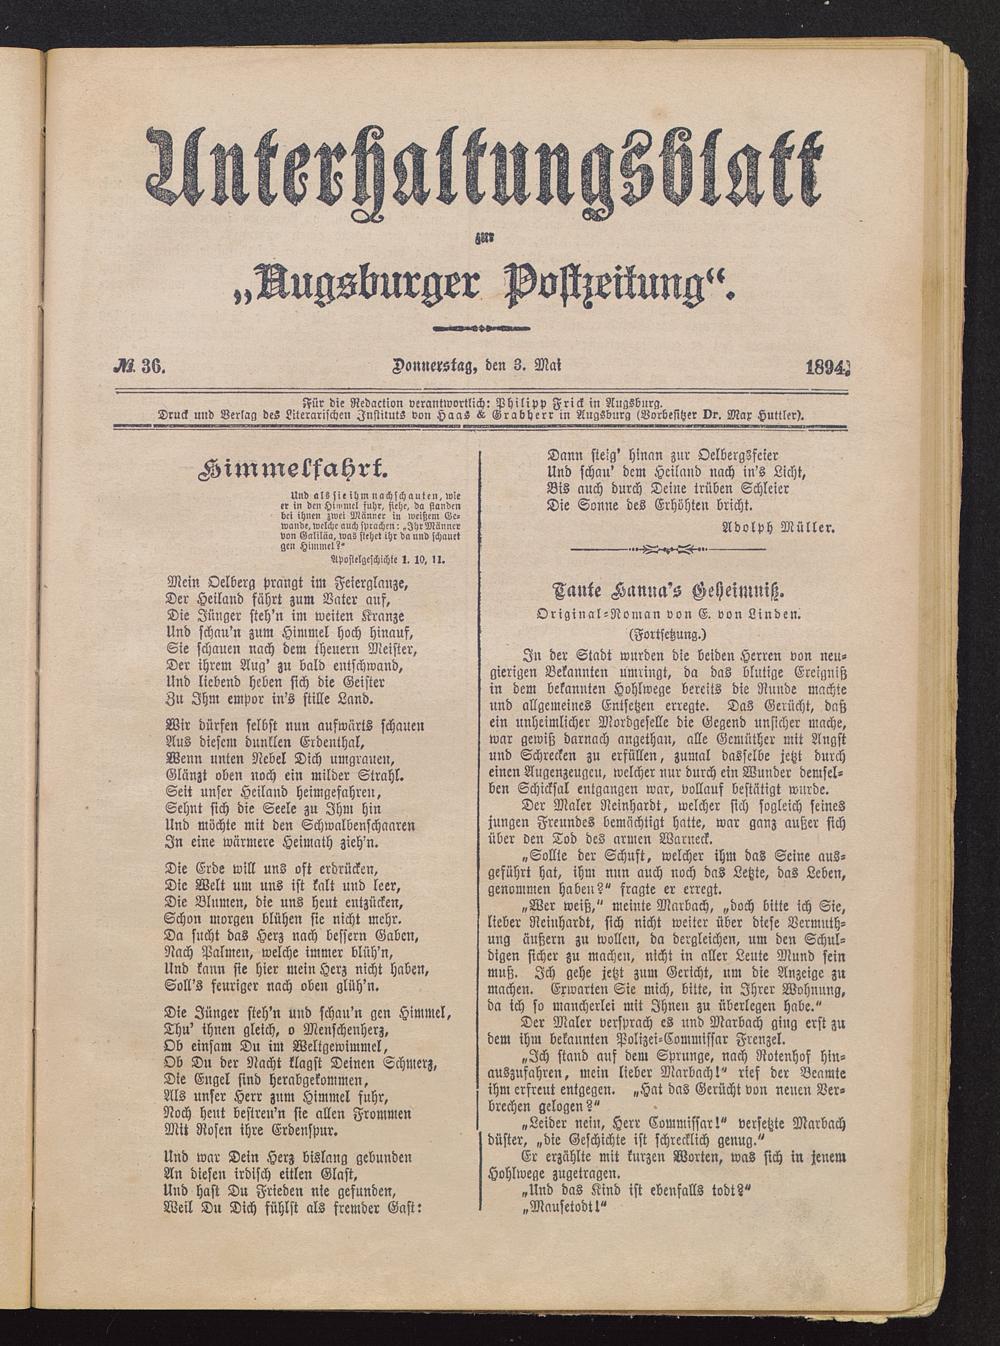 Unterhaltungsblatt
zur
„Augsburger Postzeitung“.
№. 36.
Donnerstag, den 3. Mai
1894.
Für die Redaction verantwortlich: Philipp Frick in Augsburg.
Druck und Verlag des Literarischen Instituts von Haas & Grabherr in Augsburg (Vorbesitzer Dr. Max Huttler).
Himmelfahrt.
Und als sie ihm nachschauten, wie
er in den Himmel fuhr, siehe, da standen
bei ihnen zwei Männer in weißem Ge-
wande, welche auch sprachen: „Ihr Männer
von Galiläa, was stehet ihr da und schauet
gen Himmel?“
Apostelgeschichte 1. 10, 11.
Mein Oelberg prangt im Feierglanze,
Der Heiland fährt zum Vater auf,
Die Jünger steh'n im weiten Kranze
Und schau'n zum Himmel hoch hinauf,
Sie schauen nach dem theuern Meister,
Der ihrem Aug' zu bald entschwand,
Und liebend heben sich die Geister
Zu Ihm empor in's stille Land.
Wir dürfen selbst nun aufwärts schauen
Aus diesem dunklen Erdenthal,
Wenn unten Nebel Dich umgrauen,
Glänzt oben noch ein milder Strahl.
Seit unser Heiland heimgefahren,
Sehnt sich die Seele zu Ihm hin
Und möchte mit den Schwalbenschaaren
In eine wärmere Heimath zieh'n.
Die Erde will uns oft erdrücken,
Die Welt um uns ist kalt und leer,
Die Blumen, die uns heut entzücken,
Schon morgen blühen sie nicht mehr.
Da sucht das Herz nach bessern Gaben,
Nach Palmen, welche immer blüh'n,
Und kann sie hier mein Herz nicht haben,
Soll's feuriger nach oben glüh'n.
Die Jünger steh'n und schau'n gen Himmel,
Thu' ihnen gleich, o Menschenherz,
Ob einsam Du im Weltgewimmel,
Ob Du der Nacht klagst Deinen Schmerz,
Die Engel sind herabgekommen,
Als unser Herr zum Himmel fuhr,
Noch heut bestreu'n sie allen Frommen
Mit Rosen ihre Erdenspur.
Und war Dein Herz bislang gebunden
An diesen irdisch eitlen Glast,
Und hast Du Frieden nie gefunden,
Weil Du Dich fühlst als fremder Gast:
Dann steig' hinan zur Oelbergsfeier
Und schau' dem Heiland nach in's Licht,
Bis auch durch Deine trüben Schleier
Die Sonne des Erhöhten bricht.
Adolph Müller.
Tante Hanna's Geheimniß.
Original-Roman von E. von Linden.
(Fortsetzung.)
In der Stadt wurden die beiden Herren von neu-
gierigen Bekannten umringt, da das blutige Ereigniß
in dem bekannten Hohlwege bereits die Runde machte
und allgemeines Entsetzen erregte. Das Gerücht, daß
ein unheimlicher Mordgeselle die Gegend unsicher mache,
war gewiß darnach angethan, alle Gemüther mit Angst
und Schrecken zu erfüllen, zumal dasselbe jetzt durch
einen Augenzeugen, welcher nur durch ein Wunder demsel-
ben Schicksal entgangen war, vollauf bestätigt wurde.
Der Maler Reinhardt, welcher sich sogleich seines
jungen Freundes bemächtigt hatte, war ganz außer sich
über den Tod des armen Warneck.
„Sollte der Schuft, welcher ihm das Seine aus-
geführt hat, ihm nun auch noch das Letzte, das Leben,
genommen haben?“ fragte er erregt.
„Wer weiß,“ meinte Marbach, „doch bitte ich Sie,
lieber Reinhardt, sich nicht weiter über diese Vermuth-
ung äußern zu wollen, da dergleichen, um den Schul-
digen sicher zu machen, nicht in aller Leute Mund sein
muß. Ich gehe jetzt zum Gericht, um die Anzeige zu
machen. Erwarten Sie mich, bitte, in Ihrer Wohnung,
da ich so mancherlei mit Ihnen zu überlegen habe.“
Der Maler versprach es und Marbach ging erst zu
dem ihm bekannten Polizei-Commissar Frenzel.
„Ich stand auf dem Sprunge, nach Rotenhof hin-
auszufahren, mein lieber Marbach!“ rief der Beamte
ihm erfreut entgegen. „Hat das Gerücht von neuen Ver-
brechen gelogen?“
„Leider nein, Herr Commissar!“ versetzte Marbach
düster, „die Geschichte ist schrecklich genug.“
Er erzählte mit kurzen Worten, was sich in jenem
Hohlwege zugetragen.
„Und das Kind ist ebenfalls todt?“
„Mausetodt!“